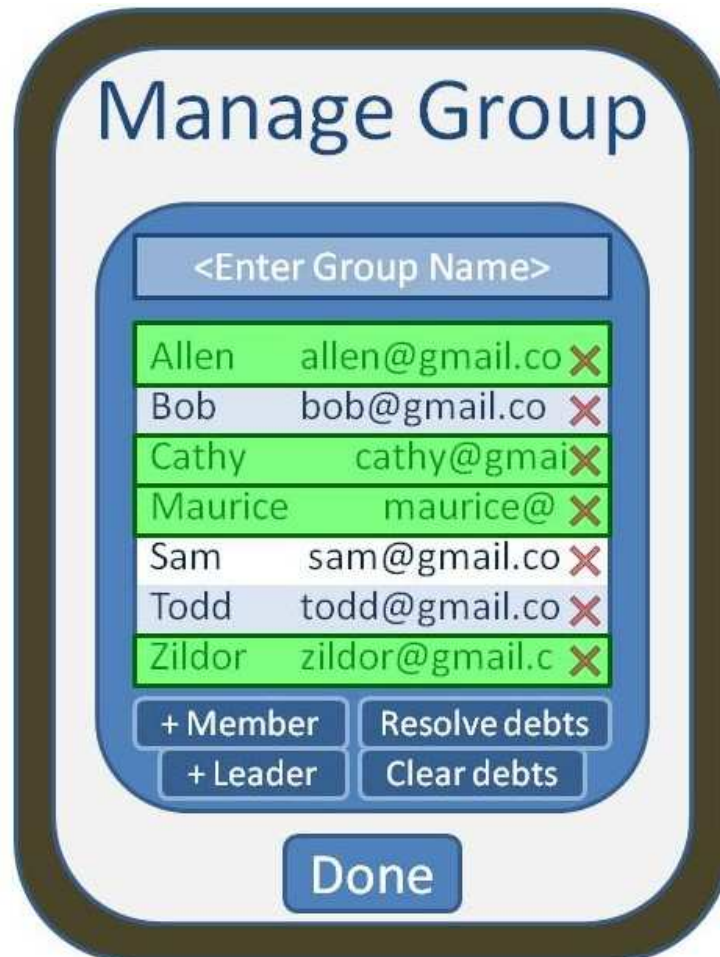 Manage Group
<Enter Group Name>
Allen allen@gmail.co
Bob bob@gmail.co
Cathy cathy@gmai
Maurice maurice@
Sam sam@gmail.co
Todd todd@gmail.co
Zildor zildor@gmail.c
+ Member Resolve debts
+ Leader Clear debts
Done